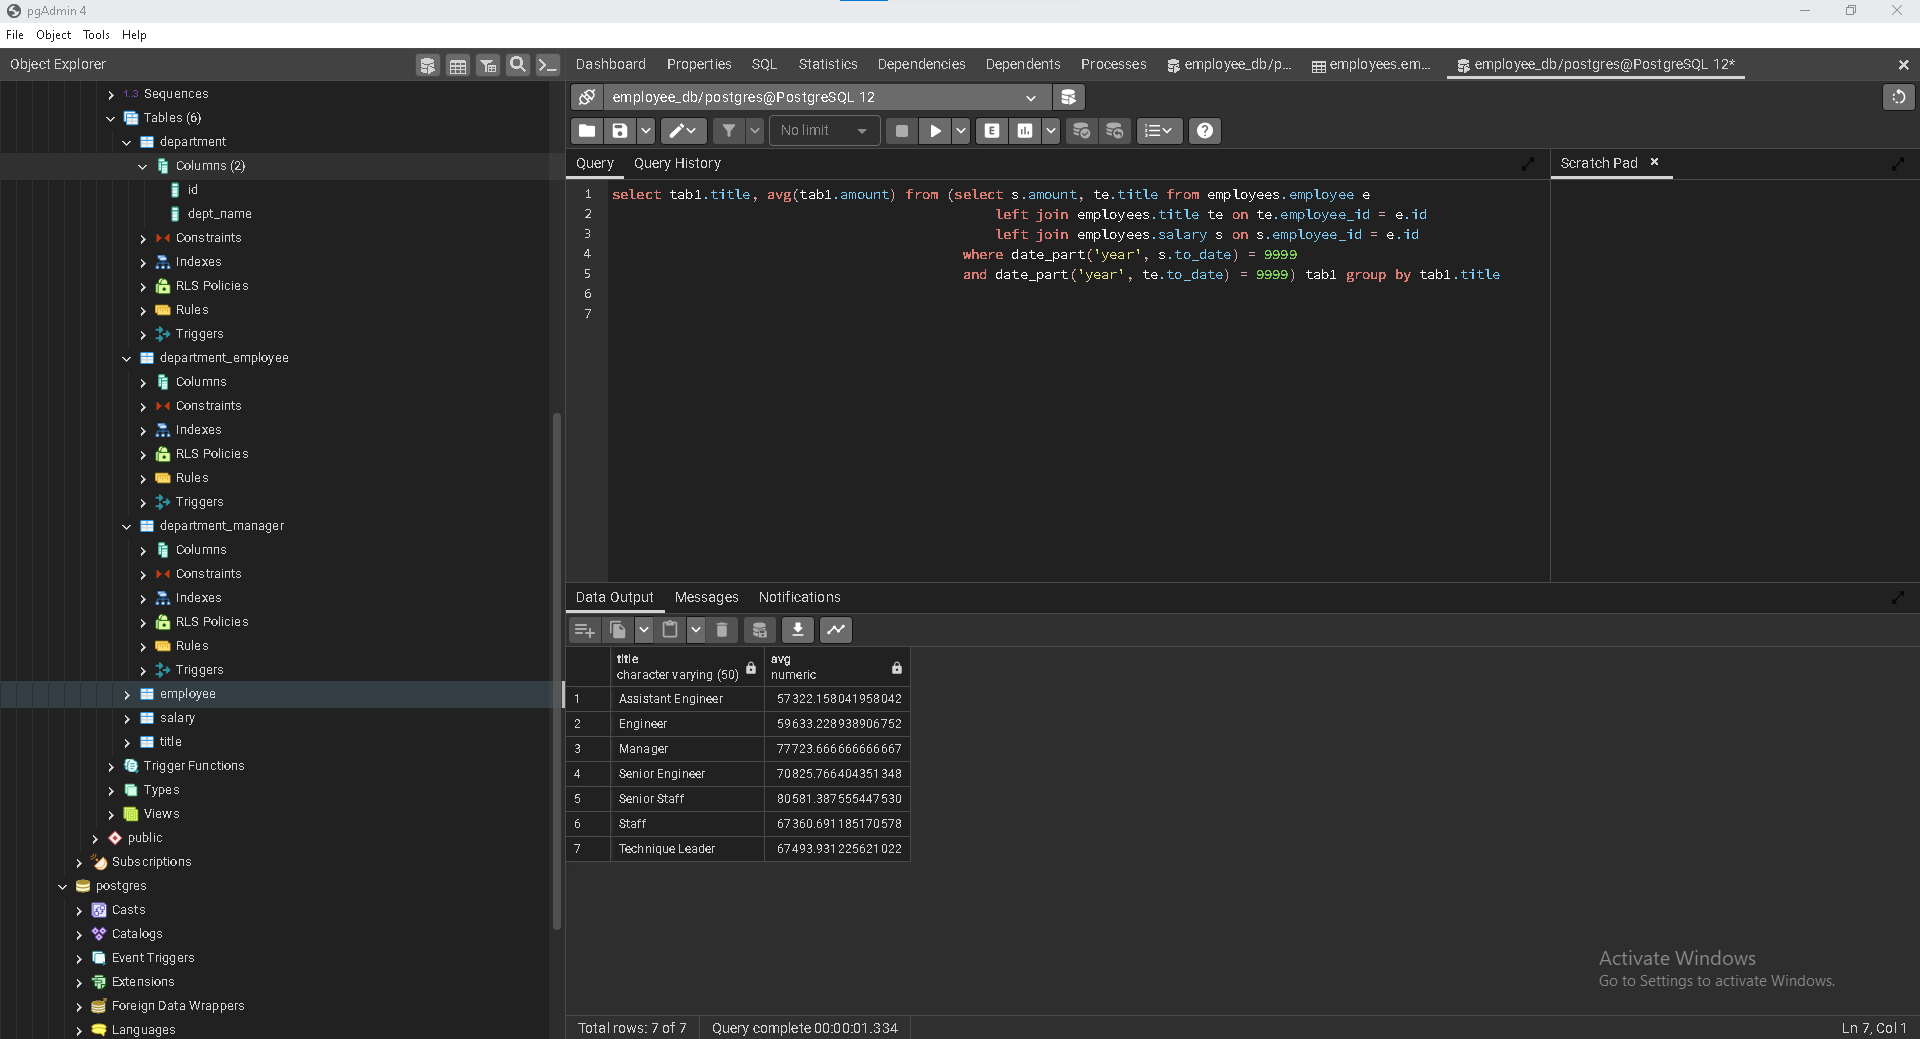 pgAdmin 4
File Object Tools Help
Object Explorer
Dashboard Properties SQL Statistics Dependencies Dependents Processes employee_db/p... employees.em... employee_db/postgres@PostgreSQL 12*
1.3 Sequences
Tables (6)
department
Columns (2)
id
dept_name
Constraints
Indexes
RLS Policies
Rules
Triggers
department_employee
Columns
Constraints
Indexes
RLS Policies
Rules
Triggers
department_manager
Columns
Constraints
Indexes
RLS Policies
Rules
Triggers
employee
salary
title
Trigger Functions
Types
Views
public
Subscriptions
postgres
Casts
Catalogs
Event Triggers
Extensions
Foreign Data Wrappers
Languages
employee_db/postgres@PostgreSQL 12
No limit
E
Query Query History
Scratch Pad
1 select tab1.title, avg(tab1.amount) from (select s.amount, te.title from employees.employee e
2 left join employees.title te on te.employee_id = e.id
3 left join employees.salary s on s.employee_id = e.id
4 where date_part('year', s.to_date) = 9999
5 and date_part('year', te.to_date) = 9999) tab1 group by tab1.title
6
7
Data Output Messages Notifications
title avg
character varying (50) numeric
1 Assistant Engineer 57322.158041958042
2 Engineer 59633.228938906752
3 Manager 77723.666666666667
4 Senior Engineer 70825.766404351348
5 Senior Staff 80581.387555447530
6 Staff 67360.691185170578
7 Technique Leader 67493.931225621022
Activate Windows
Go to Settings to activate Windows.
Total rows: 7 of 7 Query complete 00:00:01.334
Ln 7, Col 1